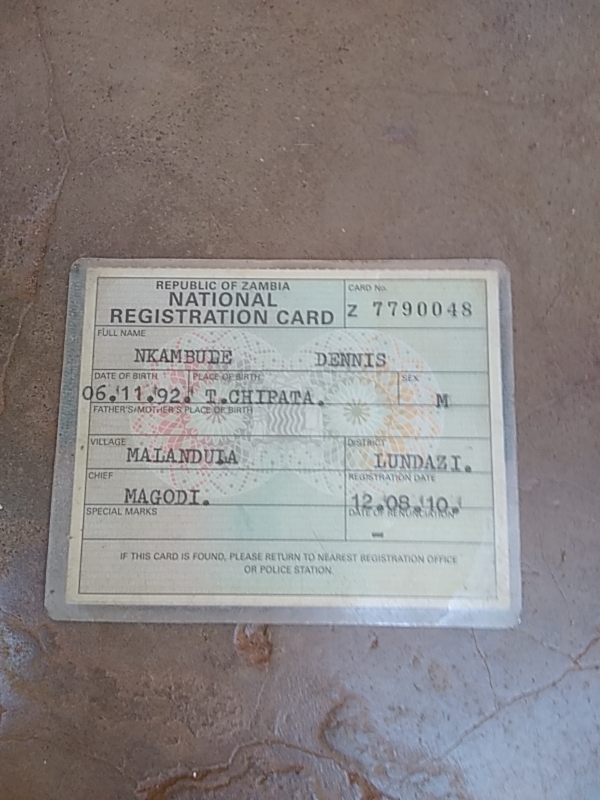 REPUBLIC OF ZAMBIA
NATIONAL
REGISTRATION CARD
CARD No.
Z 7790048
FULL NAME
NKAMBULE DENNIS
DATE OF BIRTH PLACE OF BIRTH SEX
06.11.92. T.CHIPATA. M
FATHER'S/MOTHER'S PLACE OF BIRTH
VILLAGE DISTRICT
MALANDULA LUNDAZI.
CHIEF REGISTRATION DATE
MAGODI. 12.08.10.
SPECIAL MARKS DATE OF RENUNCIATION
-
IF THIS CARD IS FOUND, PLEASE RETURN TO NEAREST REGISTRATION OFFICE
OR POLICE STATION.